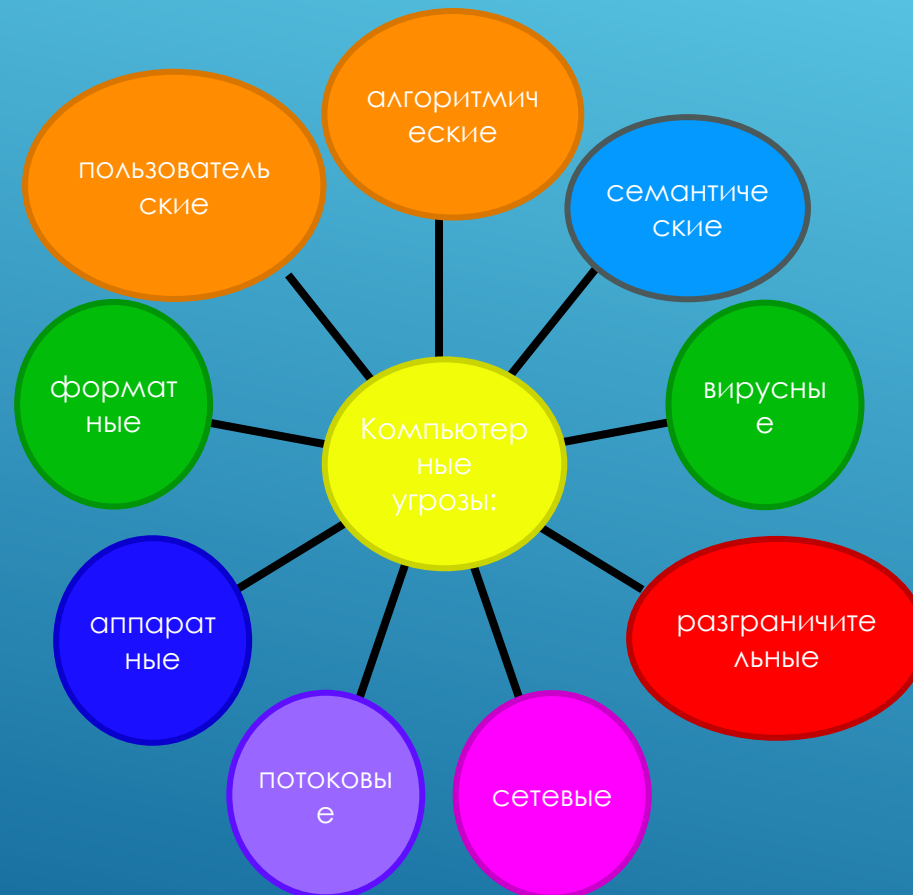 алгоритмич
еские
пользователь
ские
семантиче
ские
формат
ные
вирусны
е
Компьютер
ные
угрозы:
аппарат
ные
разграничите
льные
потоковы
е
сетевые